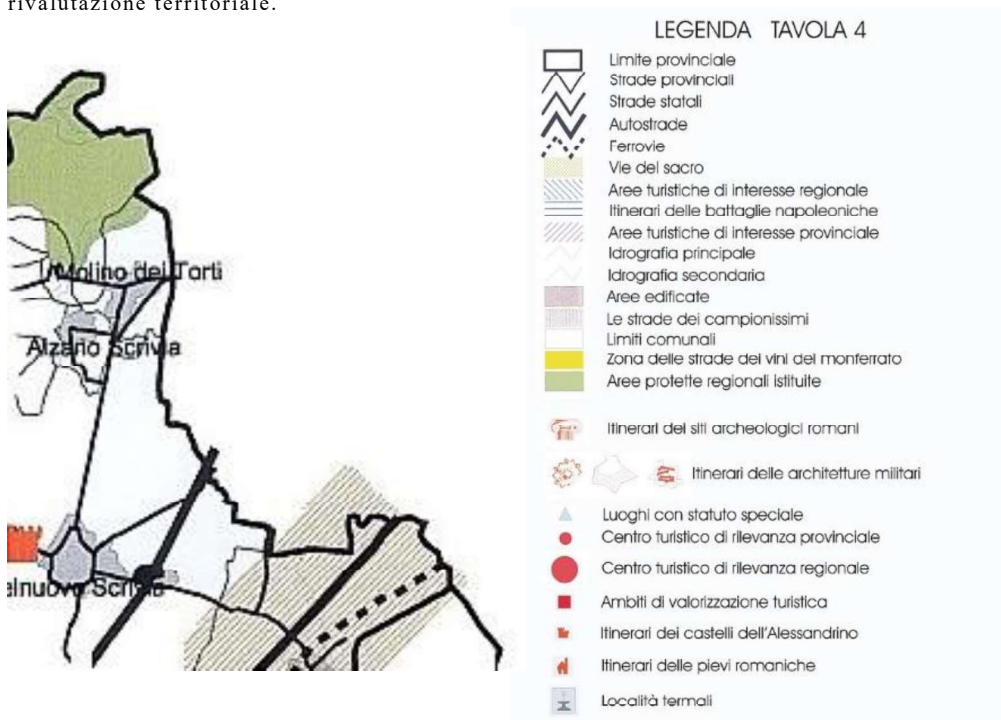 rivalutazione territoriale.
Molino dei Torti
Alzano Scrivia
elnuovo Scrivia
LEGENDA TAVOLA 4
Limite provinciale
Strade provinciali
Strade statali
Autostrade
Ferrovie
Vie del sacro
Aree turistiche di interesse regionale
Itinerari delle battaglie napoleoniche
Aree turistiche di interesse provinciale
Idrografia principale
Idrografia secondaria
Aree edificate
Le strade dei campionissimi
Limiti comunali
Zona delle strade dei vini del monferrato
Aree protette regionali istituite
Itinerari dei siti archeologici romani
Itinerari delle architetture militari
Luoghi con statuto speciale
Centro turistico di rilevanza provinciale
Centro turistico di rilevanza regionale
Ambiti di valorizzazione turistica
Itinerari dei castelli dell'Alessandrino
Itinerari delle pievi romaniche
Località termali